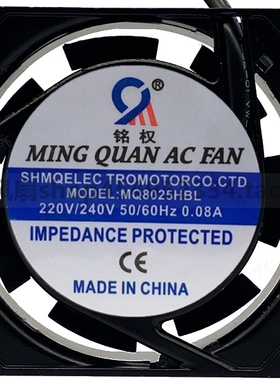 ®
铭权
MING QUAN AC FAN
SHMQELEC TROMOTORCO.CTD
MODEL:MQ8025HBL
220V/240V 50/60Hz 0.08A
IMPEDANCE PROTECTED
CE
MADE IN CHINA